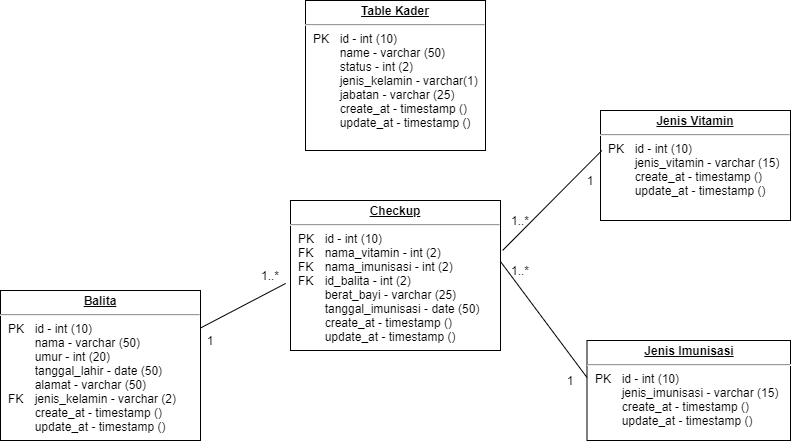 Table Kader
PK id - int (10)
name - varchar (50)
status - int (2)
jenis_kelamin - varchar(1)
jabatan - varchar (25)
create_at - timestamp ()
update_at - timestamp ()
Jenis Vitamin
PK id - int (10)
jenis_vitamin - varchar (15)
create_at - timestamp ()
update_at - timestamp ()
1
1..*
Checkup
PK id - int (10)
FK nama_vitamin - int (2)
FK nama_imunisasi - int (2)
FK id_balita - int (2)
berat_bayi - varchar (25)
tanggal_imunisasi - date (50)
create_at - timestamp ()
update_at - timestamp ()
1..*
1..*
Balita
PK id - int (10)
nama - varchar (50)
umur - int (20)
tanggal_lahir - date (50)
alamat - varchar (50)
FK jenis_kelamin - varchar (2)
create_at - timestamp ()
update_at - timestamp ()
1
1
Jenis Imunisasi
PK id - int (10)
jenis_imunisasi - varchar (15)
create_at - timestamp ()
update_at - timestamp ()